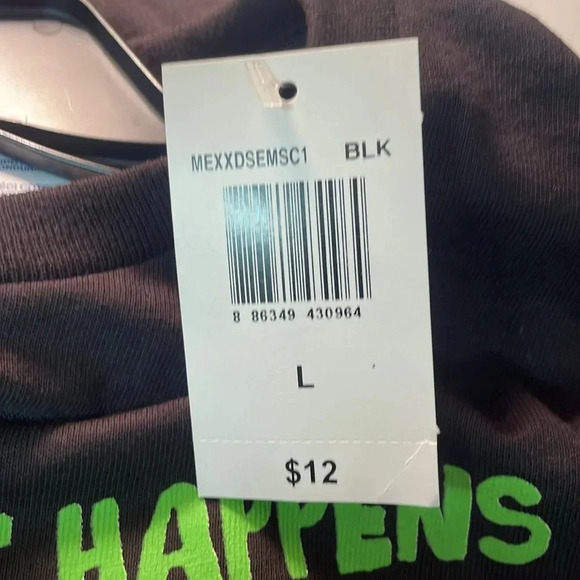 MEXXDSEMSC1 BLK
8 86349 430964
L
$12
HAPPENS